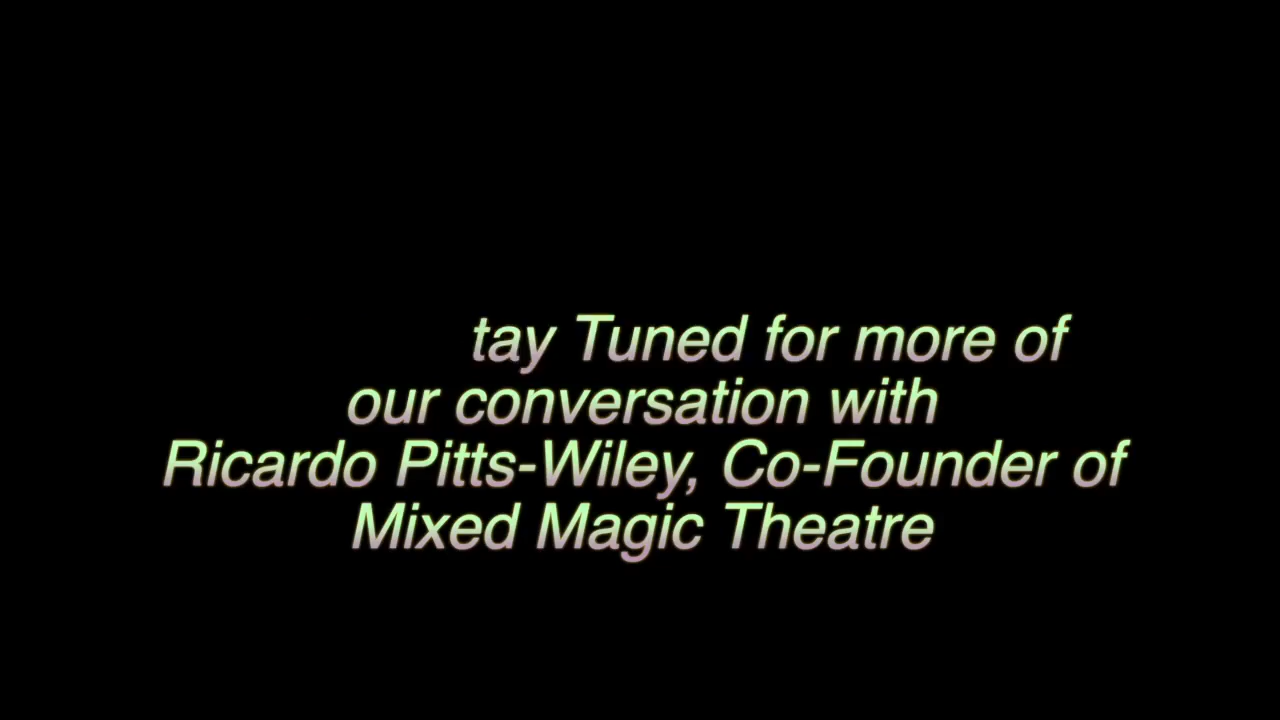 tay Tuned for more of
our conversation with
Ricardo Pitts-Wiley, Co-Founder of
Mixed Magic Theatre